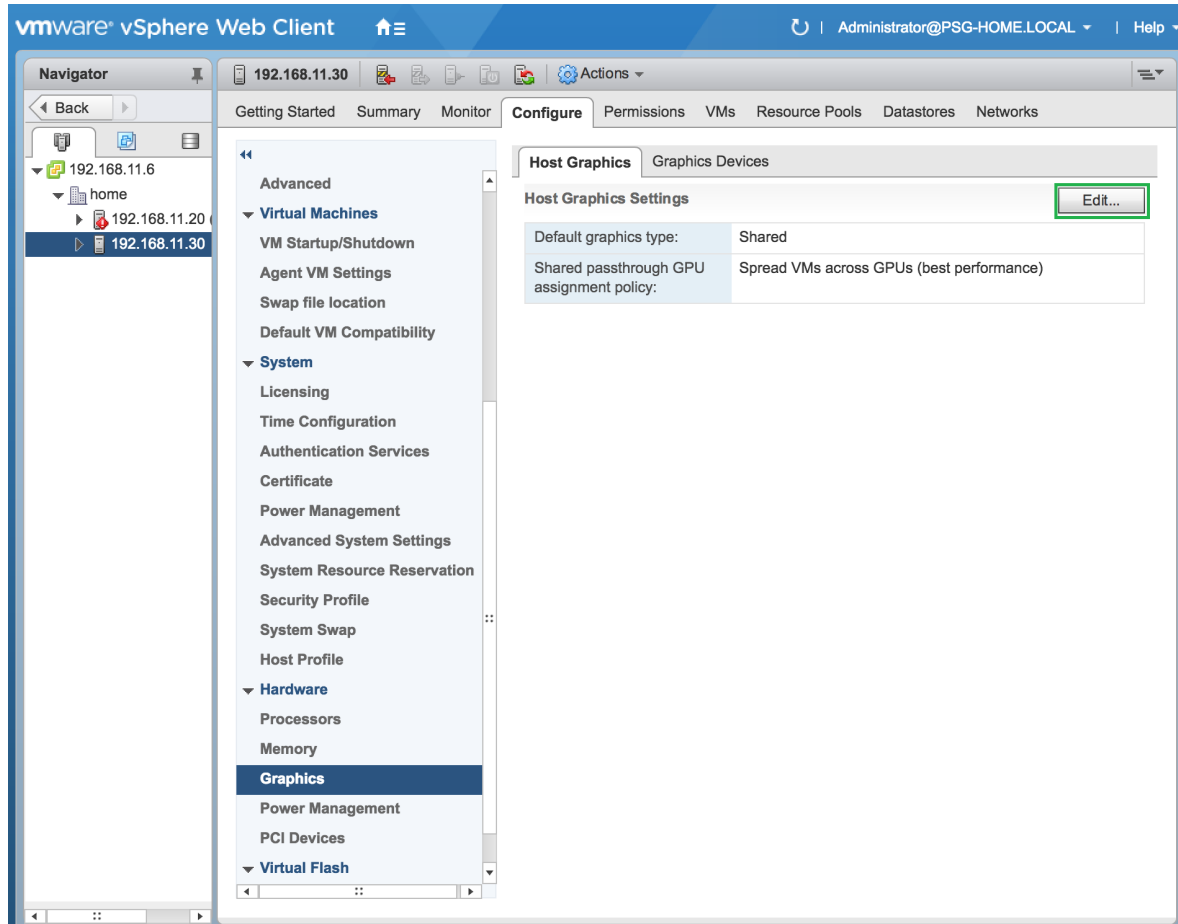 vmware® vSphere Web Client
Administrator@PSG-HOME.LOCAL
Help
Navigator
192.168.11.30
Actions
Back
Getting Started Summary Monitor Configure Permissions VMs Resource Pools Datastores Networks
192.168.11.6
home
192.168.11.20 (
192.168.11.30
Advanced
Virtual Machines
VM Startup/Shutdown
Agent VM Settings
Swap file location
Default VM Compatibility
System
Licensing
Time Configuration
Authentication Services
Certificate
Power Management
Advanced System Settings
System Resource Reservation
Security Profile
System Swap
Host Profile
Hardware
Processors
Memory
Graphics
Power Management
PCI Devices
Virtual Flash
Host Graphics Graphics Devices
Host Graphics Settings
Edit...
Default graphics type: Shared
Shared passthrough GPU Spread VMs across GPUs (best performance)
assignment policy: